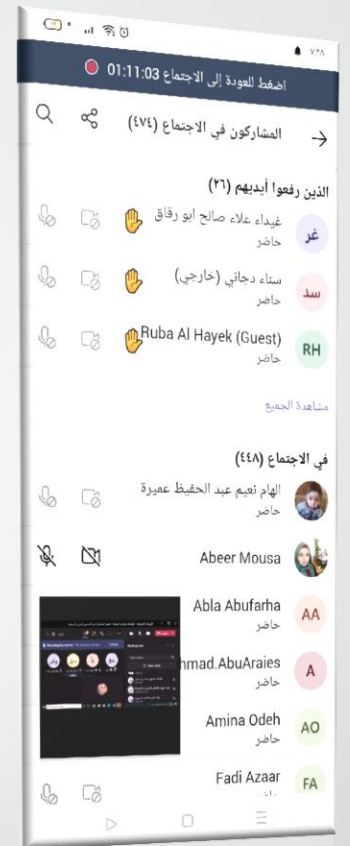 ٧:٢٨
اضغط للعودة إلى الاجتماع 01:11:03
المشاركون في الاجتماع (٤٧٤)
الذين رفعوا أيديهم (٢٦)
غر
غيداء علاء صالح ابو رقاق
حاضر
سد
سناء دجاني (خارجي)
حاضر
RH
Ruba Al Hayek (Guest)
حاضر
مشاهدة الجميع
في الاجتماع (٤٤٨)
الهام نعيم عبد الحفيظ عميرة
حاضر
Abeer Mousa
AA
Abla Abufarha
حاضر
A
hmad.AbuAraies
حاضر
AO
Amina Odeh
حاضر
FA
Fadi Azaar